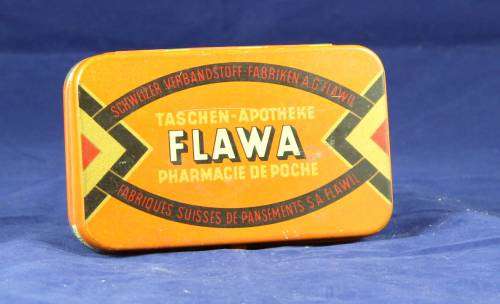 SCHWEIZER VERBANDSTOFF-FABRIKEN A.G. FLAWIL
TASCHEN-APOTHEKE
FLAWA
PHARMACIE DE POCHE
FABRIQUES SUISSES DE PANSEMENTS S.A. FLAWIL